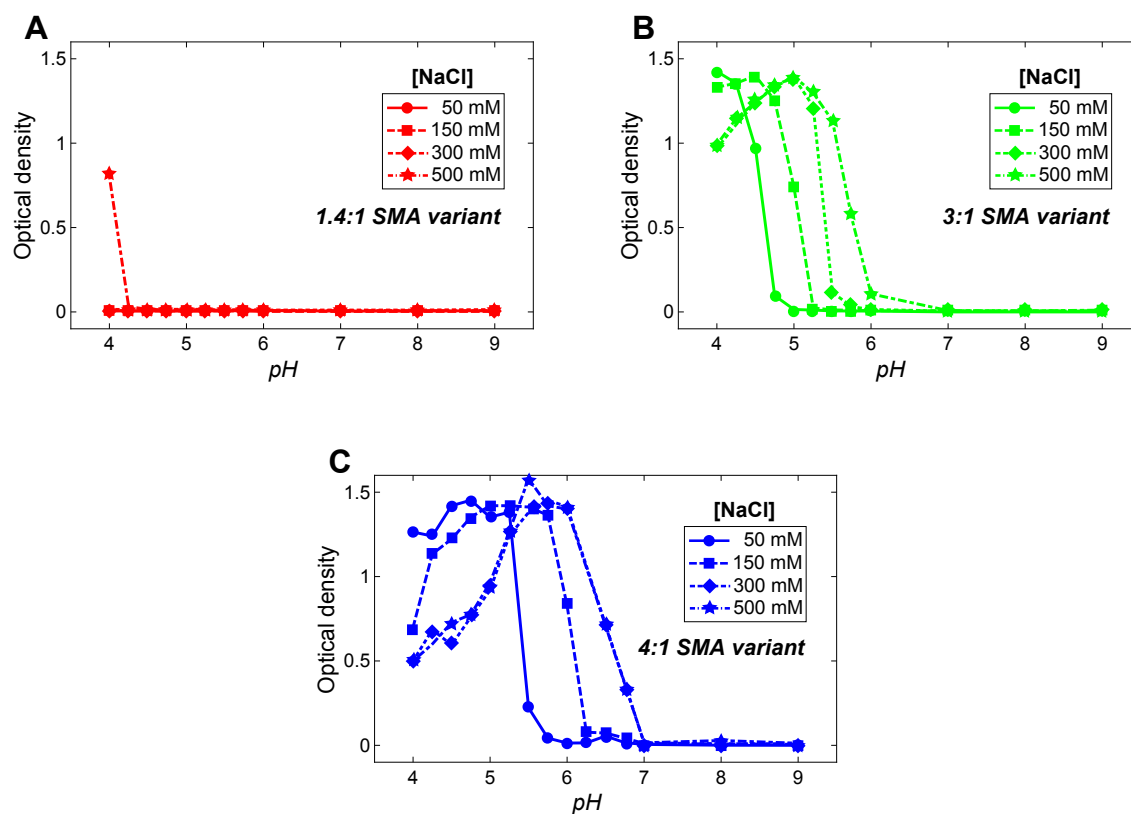 A
1.5
1
0.5
0
Optical density
4 5 6 7 8 9
pH
[NaCl]
50 mM
150 mM
300 mM
500 mM
1.4:1 SMA variant
B
1.5
1
0.5
0
Optical density
4 5 6 7 8 9
pH
[NaCl]
50 mM
150 mM
300 mM
500 mM
3:1 SMA variant
C
1.5
1
0.5
0
Optical density
4 5 6 7 8 9
pH
[NaCl]
50 mM
150 mM
300 mM
500 mM
4:1 SMA variant